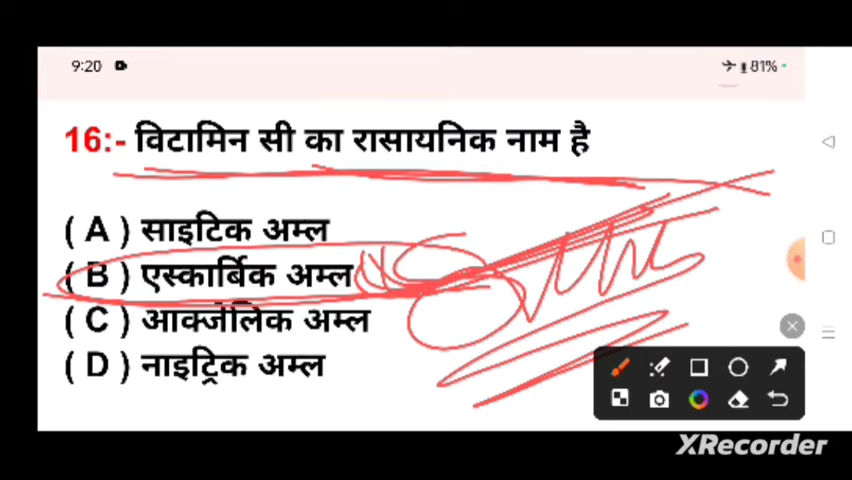 9:20
81%
16:- विटामिन सी का रासायनिक नाम है
( A ) साइटिक अम्ल
( B ) एस्कार्बिक अम्ल
( C ) आक्जेलिक अम्ल
( D ) नाइट्रिक अम्ल
XRecorder